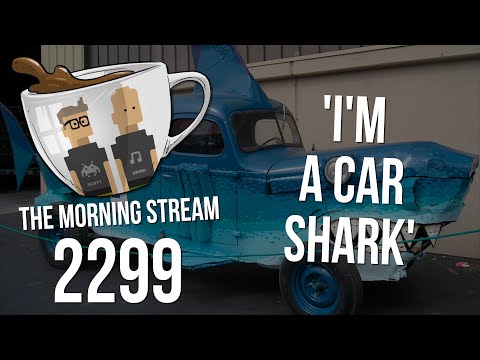 THE MORNING STREAM
2299
'I'M
A CAR
SHARK'